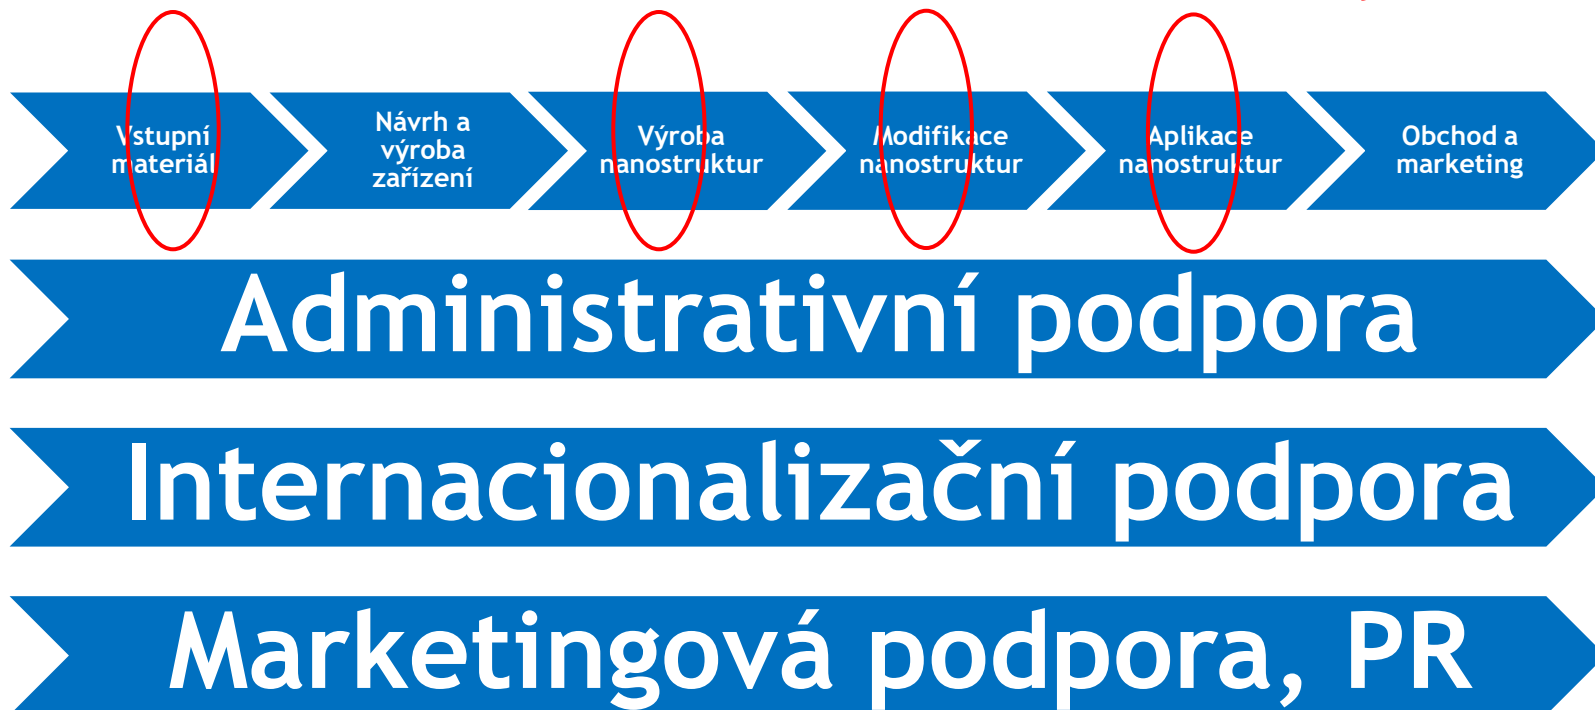 Vstupní
materiál
Návrh a
výroba
zařízení
Výroba
nanostruktur
Modifikace
nanostruktur
Aplikace
nanostruktur
Obchod a
marketing
Administrativní podpora
Internacionalizační podpora
Marketingová podpora, PR